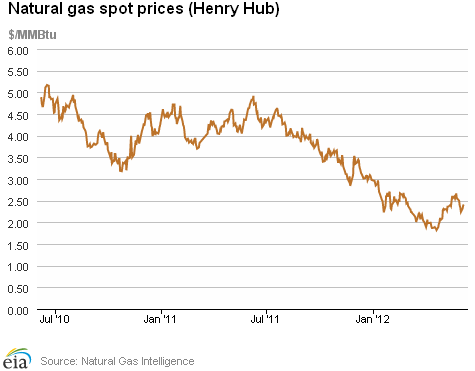 Natural gas spot prices (Henry Hub)
$/MMBtu
6.00
5.50
5.00
4.50
4.00
3.50
3.00
2.50
2.00
1.50
1.00
0.50
0.00
Jul '10
Jan '11
Jul '11
Jan '12
eia
Source: Natural Gas Intelligence